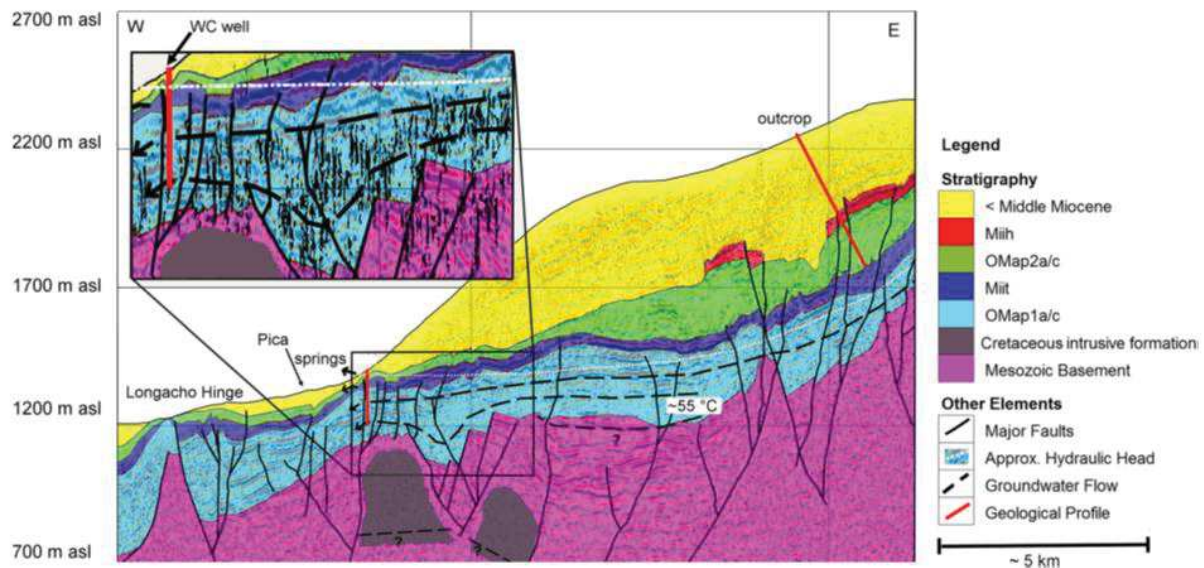 2700 m asl
W
WC well
E
2200 m asl
outcrop
1700 m asl
Pica
springs
Longacho Hinge
1200 m asl
~55 °C
?
?
?
700 m asl
Legend
Stratigraphy
< Middle Miocene
Miih
OMap2a/c
Miit
OMap1a/c
Cretaceous intrusive formation
Mesozoic Basement
Other Elements
Major Faults
Approx. Hydraulic Head
Groundwater Flow
Geological Profile
~ 5 km